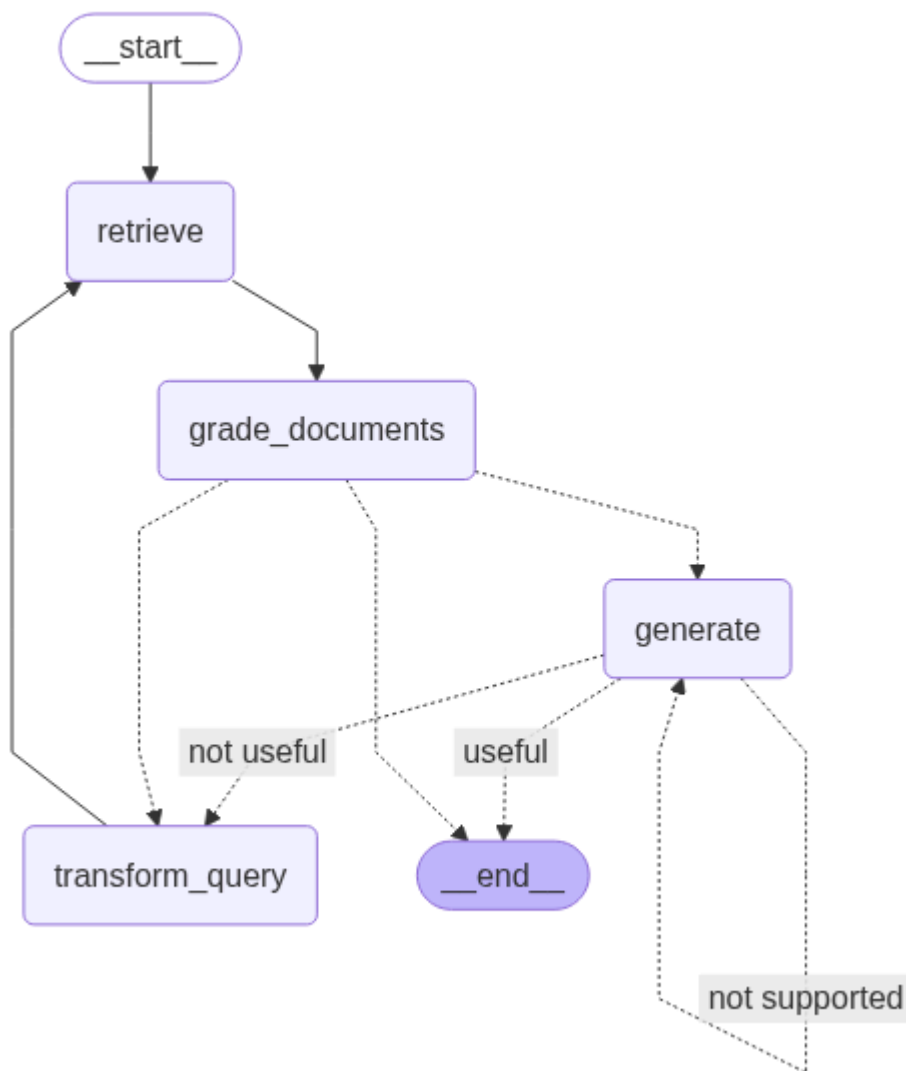 __start__
retrieve
grade_documents
generate
not useful
useful
transform_query
__end__
not supported